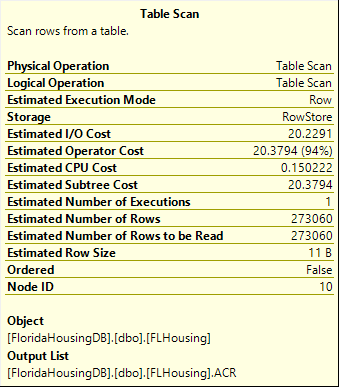 Table Scan
Scan rows from a table.
Physical Operation Table Scan
Logical Operation Table Scan
Estimated Execution Mode Row
Storage RowStore
Estimated I/O Cost 20.2291
Estimated Operator Cost 20.3794 (94%)
Estimated CPU Cost 0.150222
Estimated Subtree Cost 20.3794
Estimated Number of Executions 1
Estimated Number of Rows 273060
Estimated Number of Rows to be Read 273060
Estimated Row Size 11 B
Ordered False
Node ID 10
Object
[FloridaHousingDB].[dbo].[FLHousing]
Output List
[FloridaHousingDB].[dbo].[FLHousing].ACR